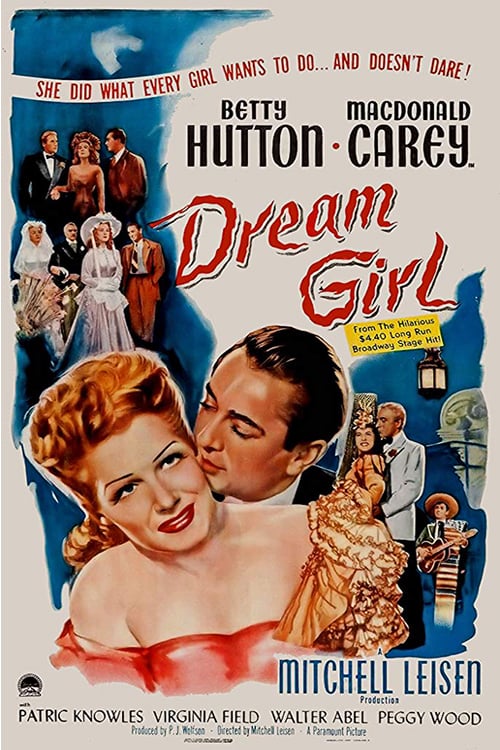 SHE DID WHAT EVERY GIRL WANTS TO DO...AND DOESN'T DARE!
BETTY MACDONALD
HUTTON · CAREY
Dream
Girl
From The Hilarious
$4.40 Long Run
Broadway Stage Hit!
A
MITCHELL LEISEN
Production
with
PATRIC KNOWLES VIRGINIA FIELD WALTER ABEL PEGGY WOOD
Produced by P. J. Wolfson - Directed by Mitchell Leisen - A Paramount Picture